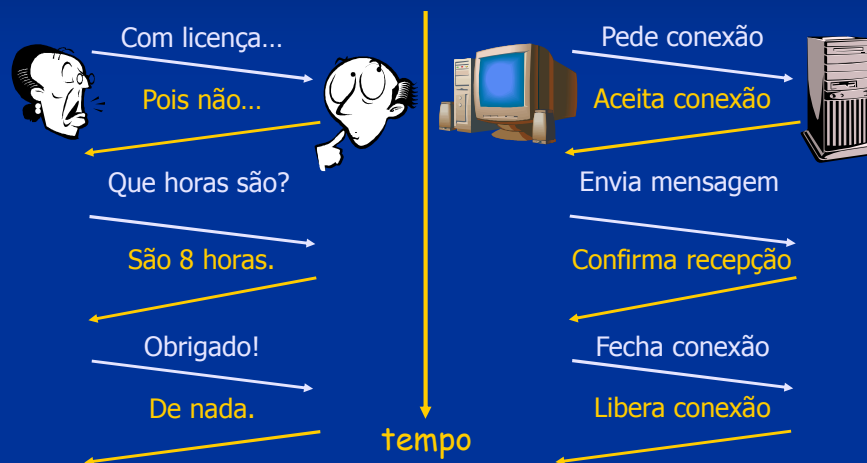 Com licença...
Pois não...
Que horas são?
São 8 horas.
Obrigado!
De nada.
tempo
Pede conexão
Aceita conexão
Envia mensagem
Confirma recepção
Fecha conexão
Libera conexão